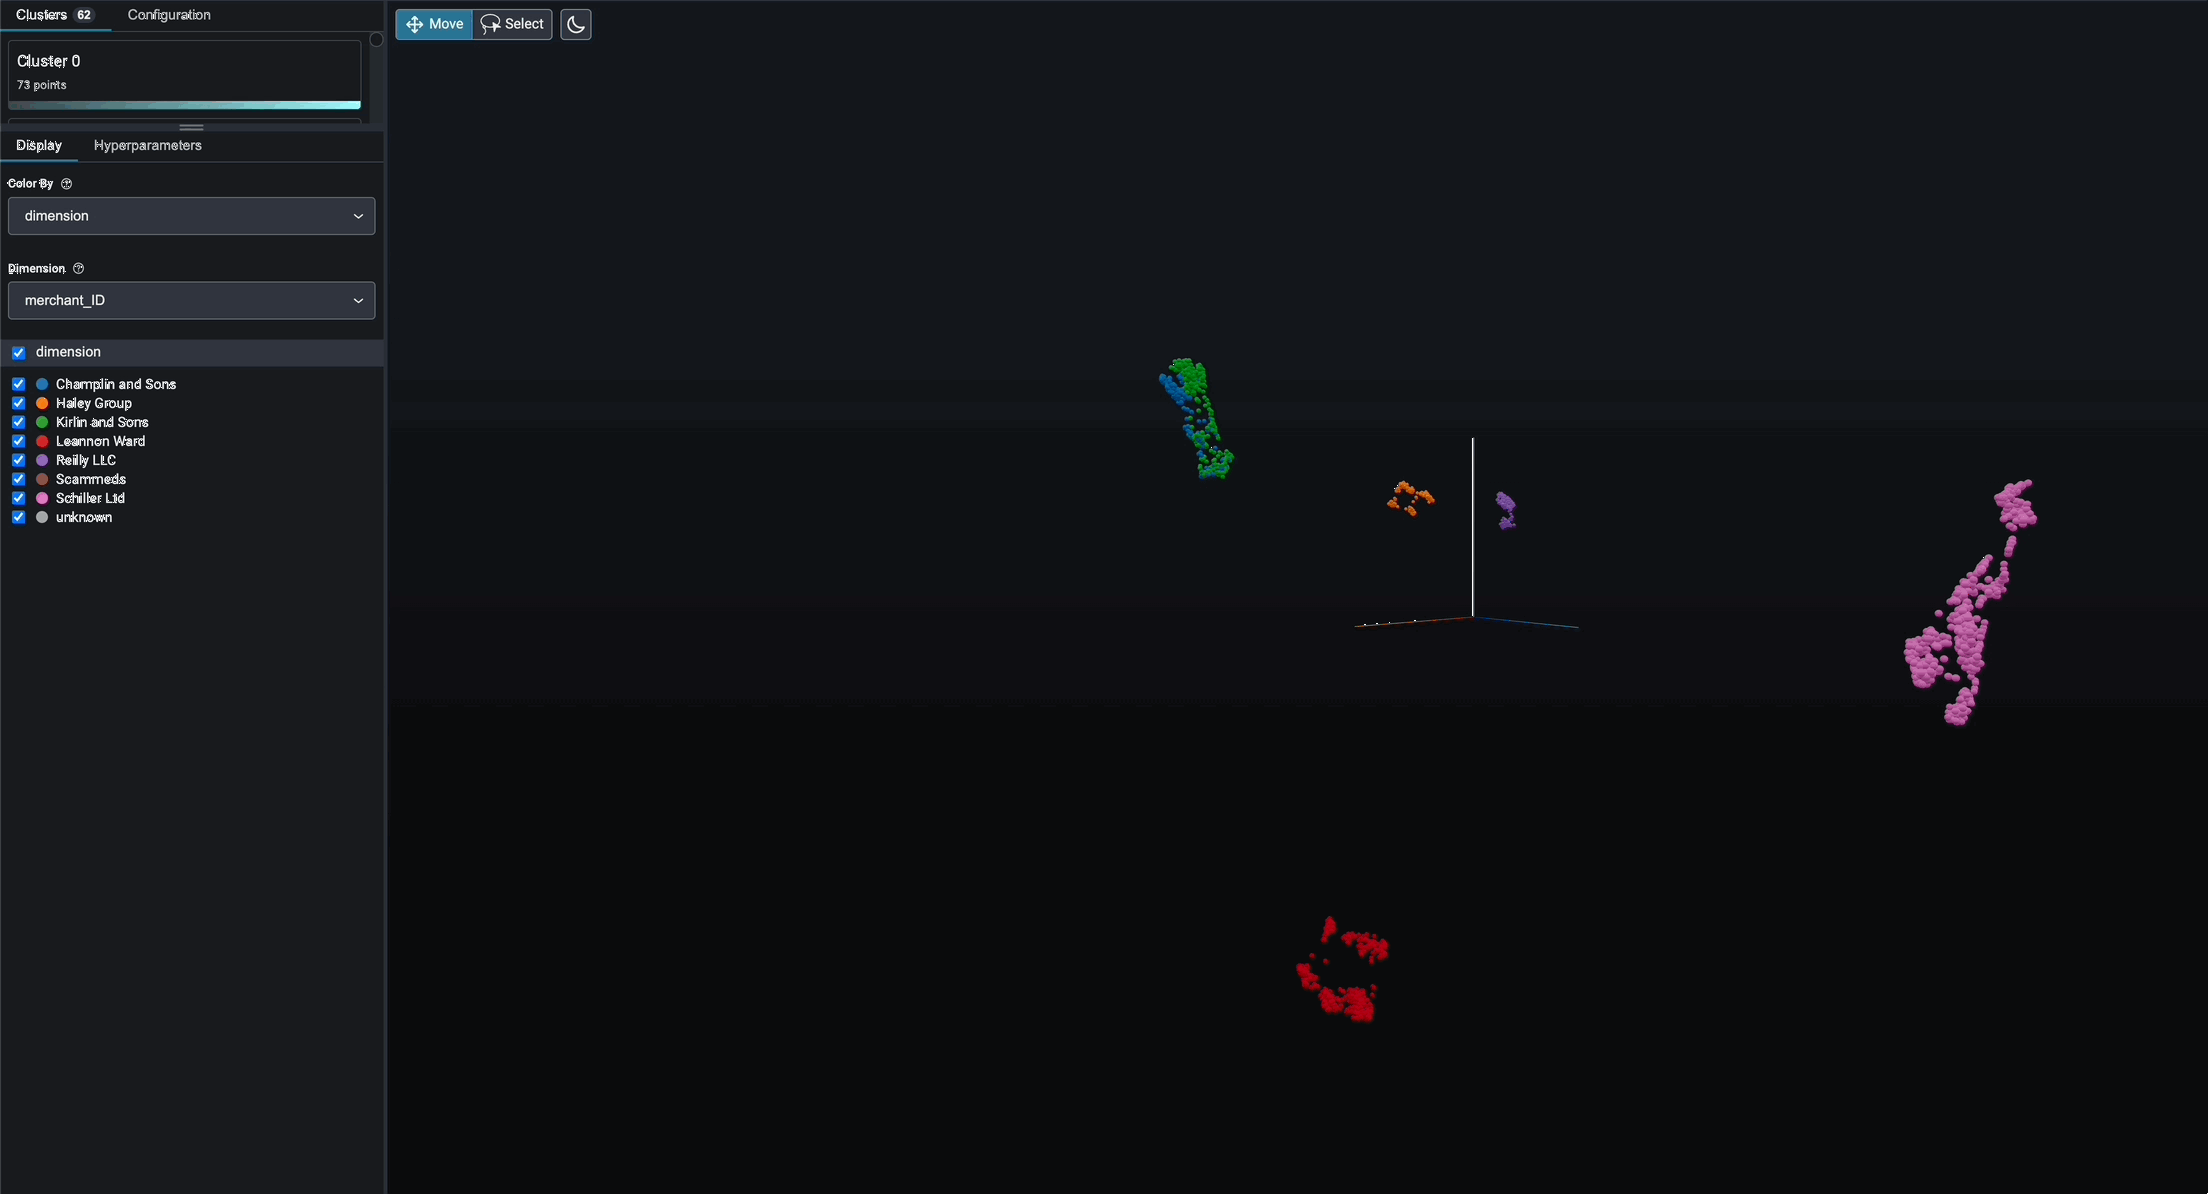 Clusters 62 Configuration
Move Select
Cluster 0
73 points
Display Hyperparameters
Color By
dimension
Dimension
merchant_ID
dimension
Champlin and Sons
Haley Group
Kirlin and Sons
Leannon Ward
Reilly LLC
Scammeds
Schiller Ltd
unknown